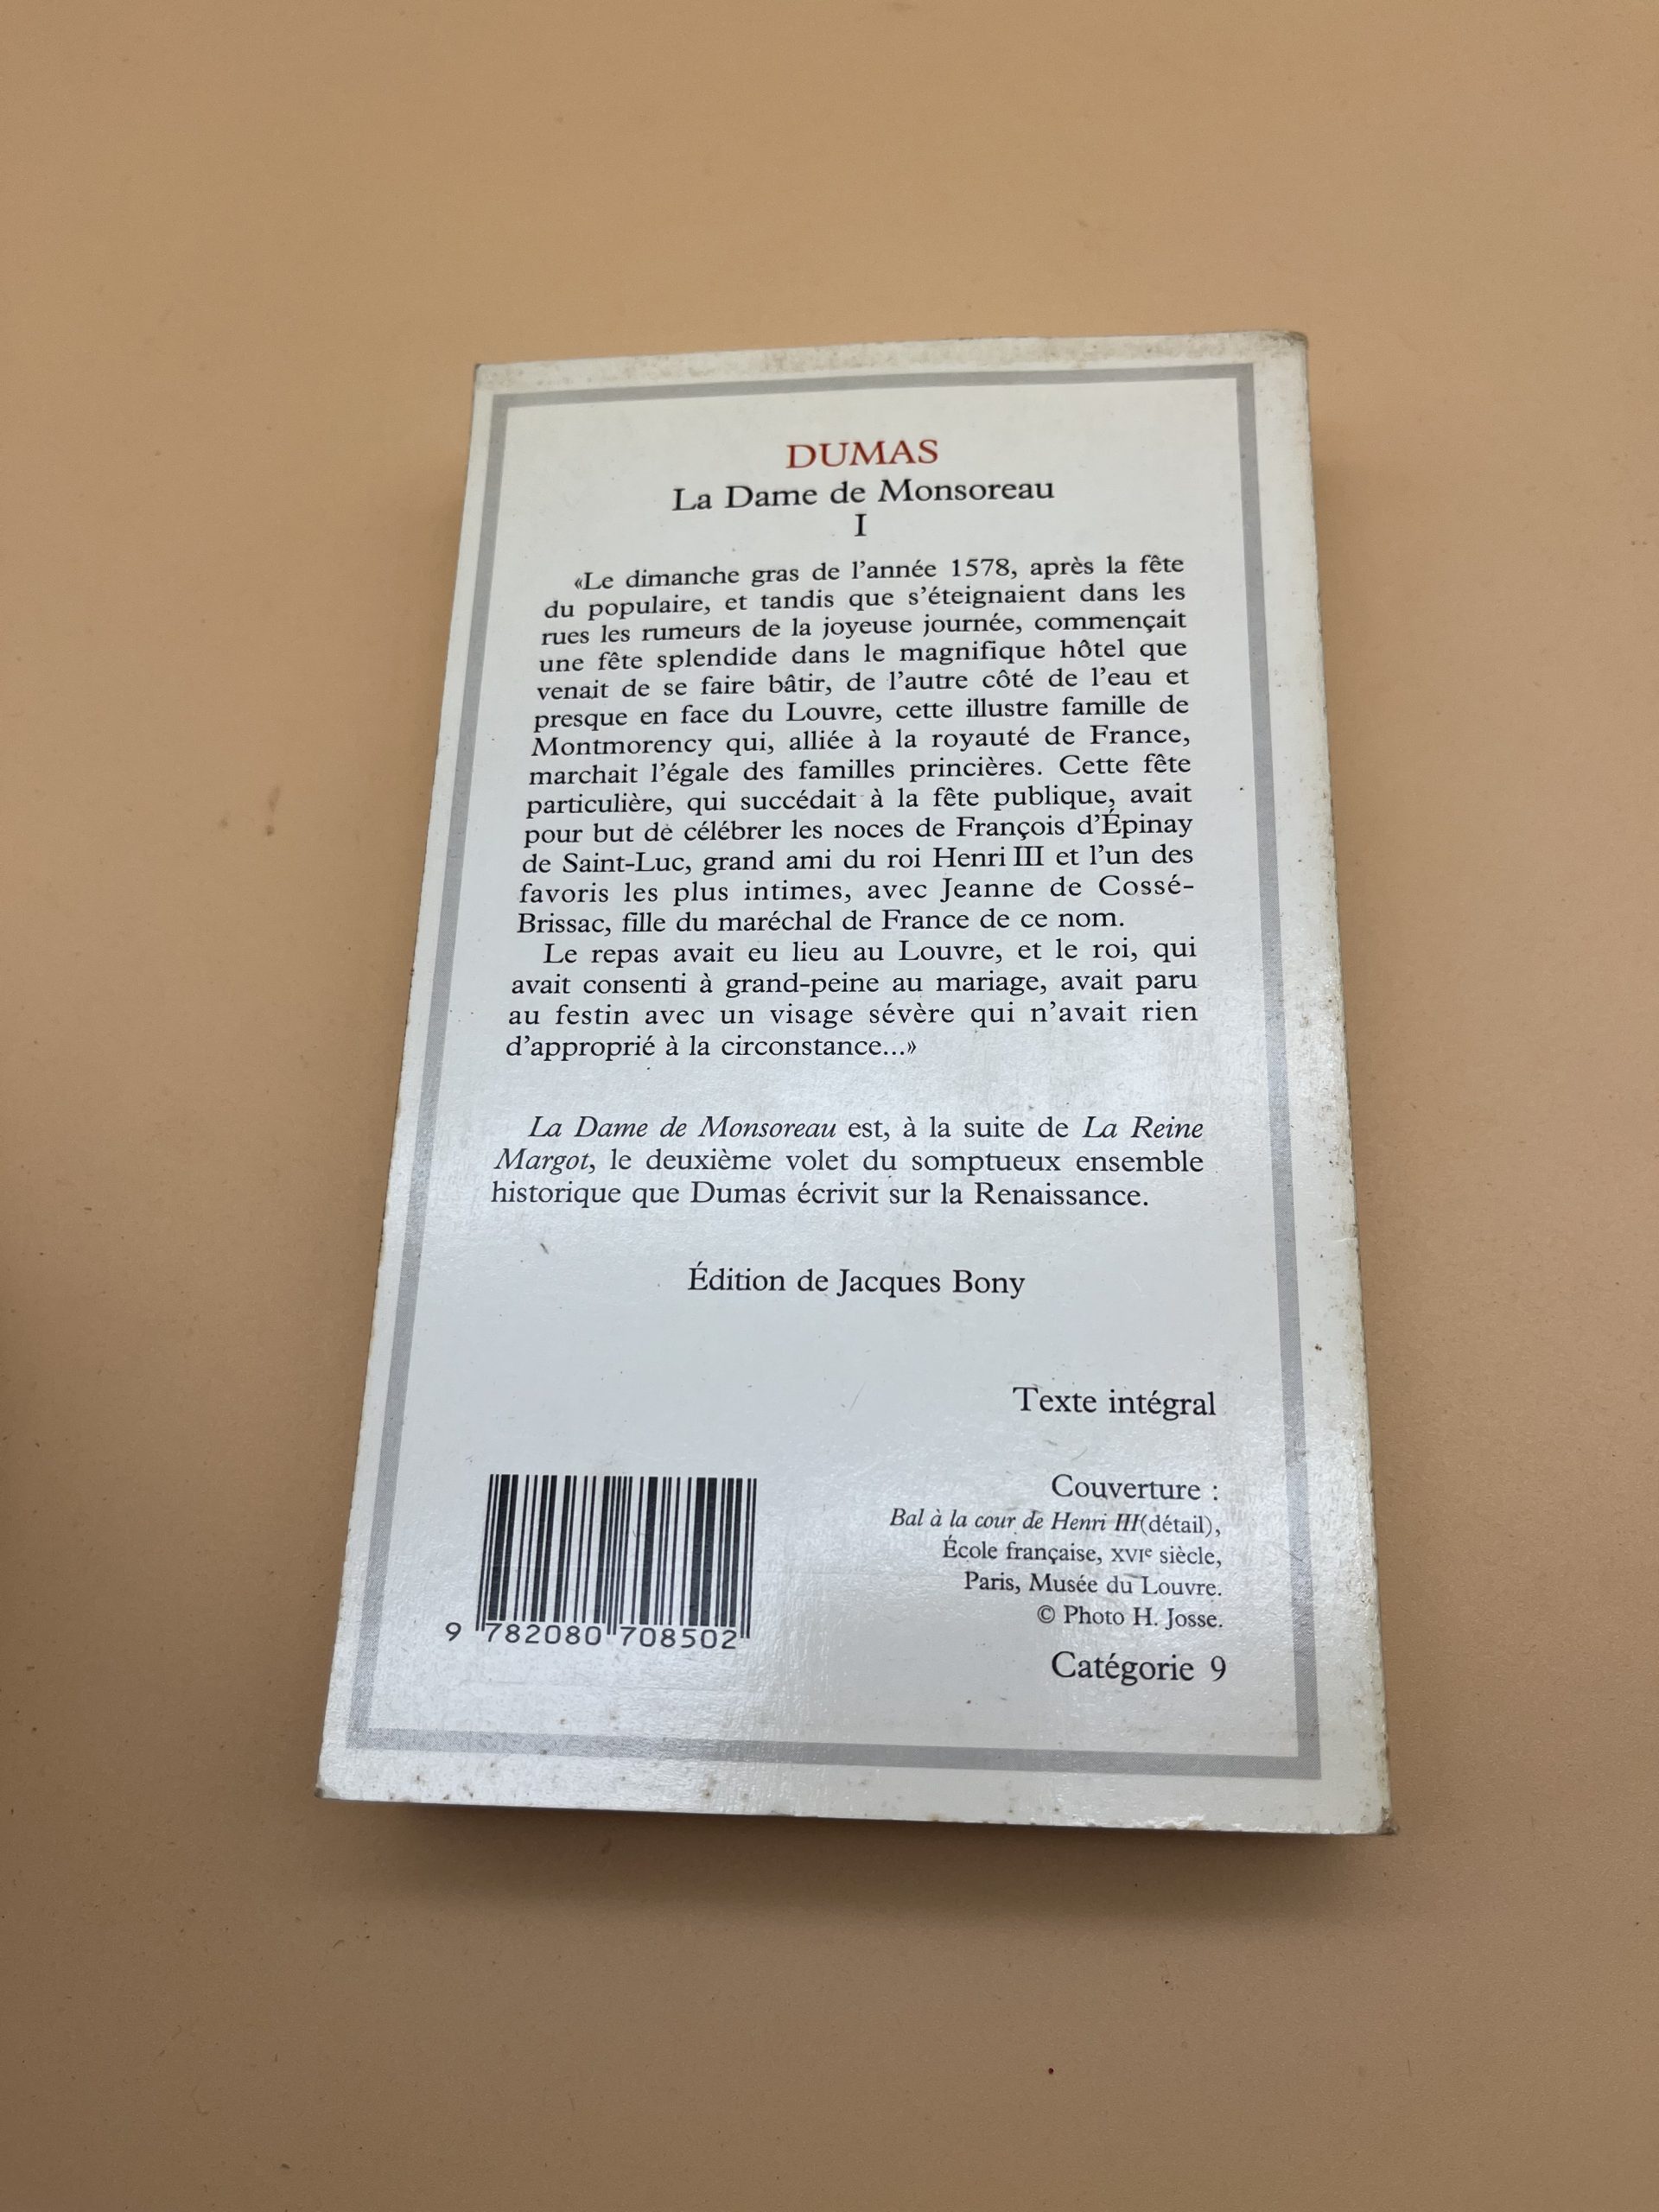 DUMAS
La Dame de Monsoreau
I
«Le dimanche gras de l'année 1578, après la fête
du populaire, et tandis que s'éteignaient dans les
rues les rumeurs de la joyeuse journée, commençait
une fête splendide dans le magnifique hôtel que
venait de se faire bâtir, de l'autre côté de l'eau et
presque en face du Louvre, cette illustre famille de
Montmorency qui, alliée à la royauté de France,
marchait l'égale des familles princières. Cette fête
particulière, qui succédait à la fête publique, avait
pour but de célébrer les noces de François d'Épinay
de Saint-Luc, grand ami du roi Henri III et l'un des
favoris les plus intimes, avec Jeanne de Cossé-
Brissac, fille du maréchal de France de ce nom.
Le repas avait eu lieu au Louvre, et le roi, qui
avait consenti à grand-peine au mariage, avait paru
au festin avec un visage sévère qui n'avait rien
d'approprié à la circonstance...»
La Dame de Monsoreau est, à la suite de La Reine
Margot, le deuxième volet du somptueux ensemble
historique que Dumas écrivit sur la Renaissance.
Édition de Jacques Bony
Texte intégral
Couverture :
Bal à la cour de Henri III(détail),
École française, XVIe siècle,
Paris, Musée du Louvre.
© Photo H. Josse.
Catégorie 9
9 782080 708502